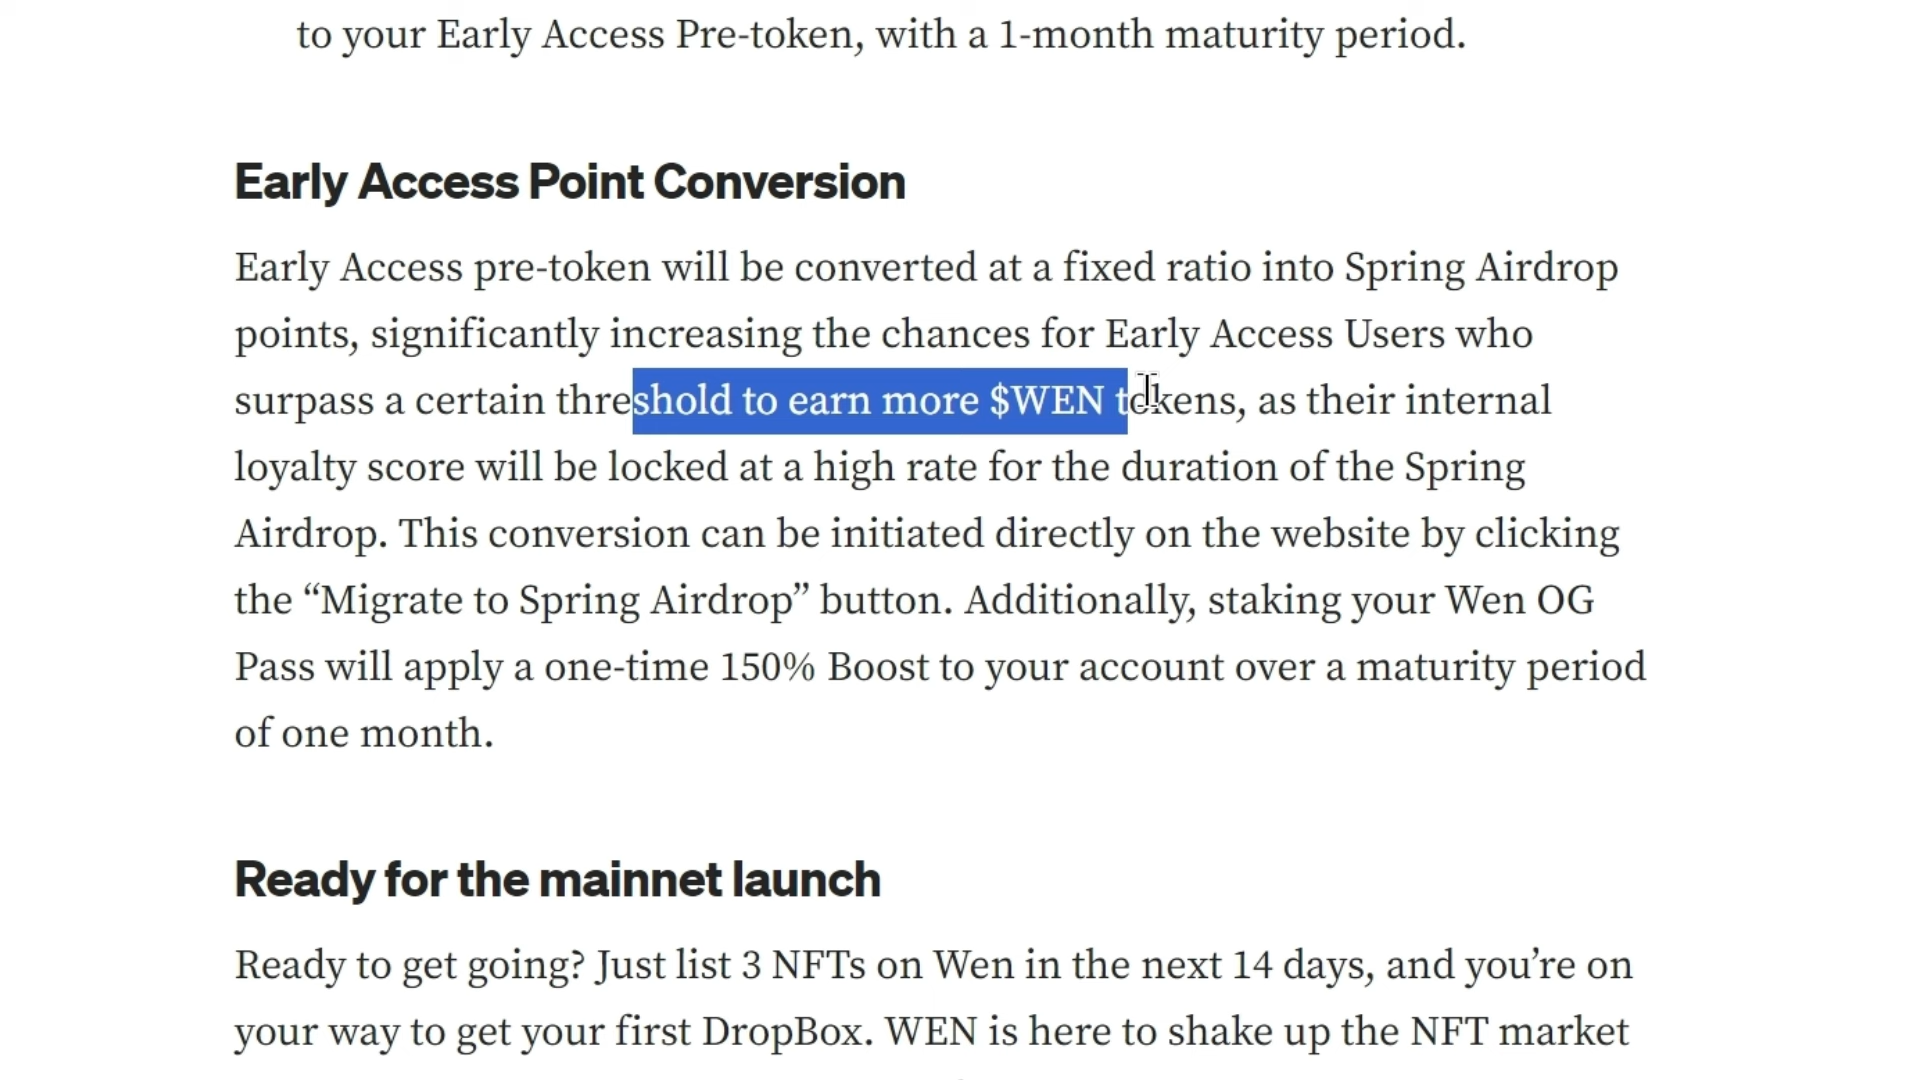 to your Early Access Pre-token, with a 1-month maturity period.
Early Access Point Conversion
Early Access pre-token will be converted at a fixed ratio into Spring Airdrop
points, significantly increasing the chances for Early Access Users who
surpass a certain threshold to earn more $WEN tokens, as their internal
loyalty score will be locked at a high rate for the duration of the Spring
Airdrop. This conversion can be initiated directly on the website by clicking
the “Migrate to Spring Airdrop” button. Additionally, staking your Wen OG
Pass will apply a one-time 150% Boost to your account over a maturity period
of one month.
Ready for the mainnet launch
Ready to get going? Just list 3 NFTs on Wen in the next 14 days, and you’re on
your way to get your first DropBox. WEN is here to shake up the NFT market